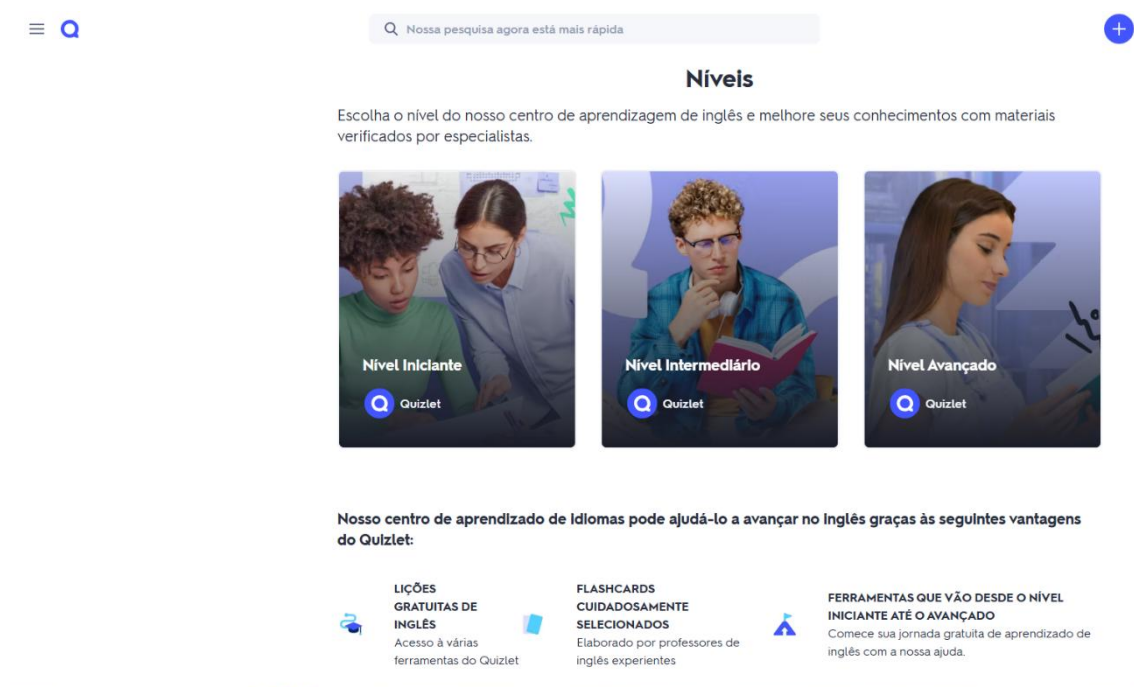 Nossa pesquisa agora está mais rápida
Níveis
Escolha o nível do nosso centro de aprendizagem de inglês e melhore seus conhecimentos com materiais
verificados por especialistas.
Nível Iniciante
Quizlet
Nível Intermediário
Quizlet
Nível Avançado
Quizlet
Nosso centro de aprendizado de idiomas pode ajudá-lo a avançar no inglês graças às seguintes vantagens
do Quizlet:
LIÇÕES
GRATUITAS DE
INGLÊS
Acesso à várias
ferramentas do Quizlet
FLASHCARDS
CUIDADOSAMENTE
SELECIONADOS
Elaborado por professores de
inglês experientes
FERRAMENTAS QUE VÃO DESDE O NÍVEL
INICIANTE ATÉ O AVANÇADO
Comece sua jornada gratuita de aprendizado de
inglês com a nossa ajuda.